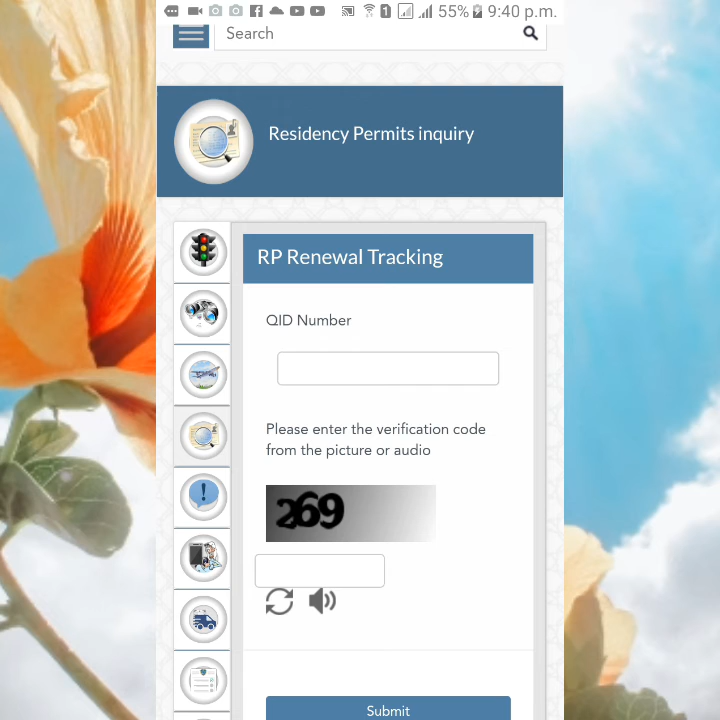 55% 9:40 p.m.
Search
Residency Permits inquiry
RP Renewal Tracking
QID Number
Please enter the verification code
from the picture or audio
Submit